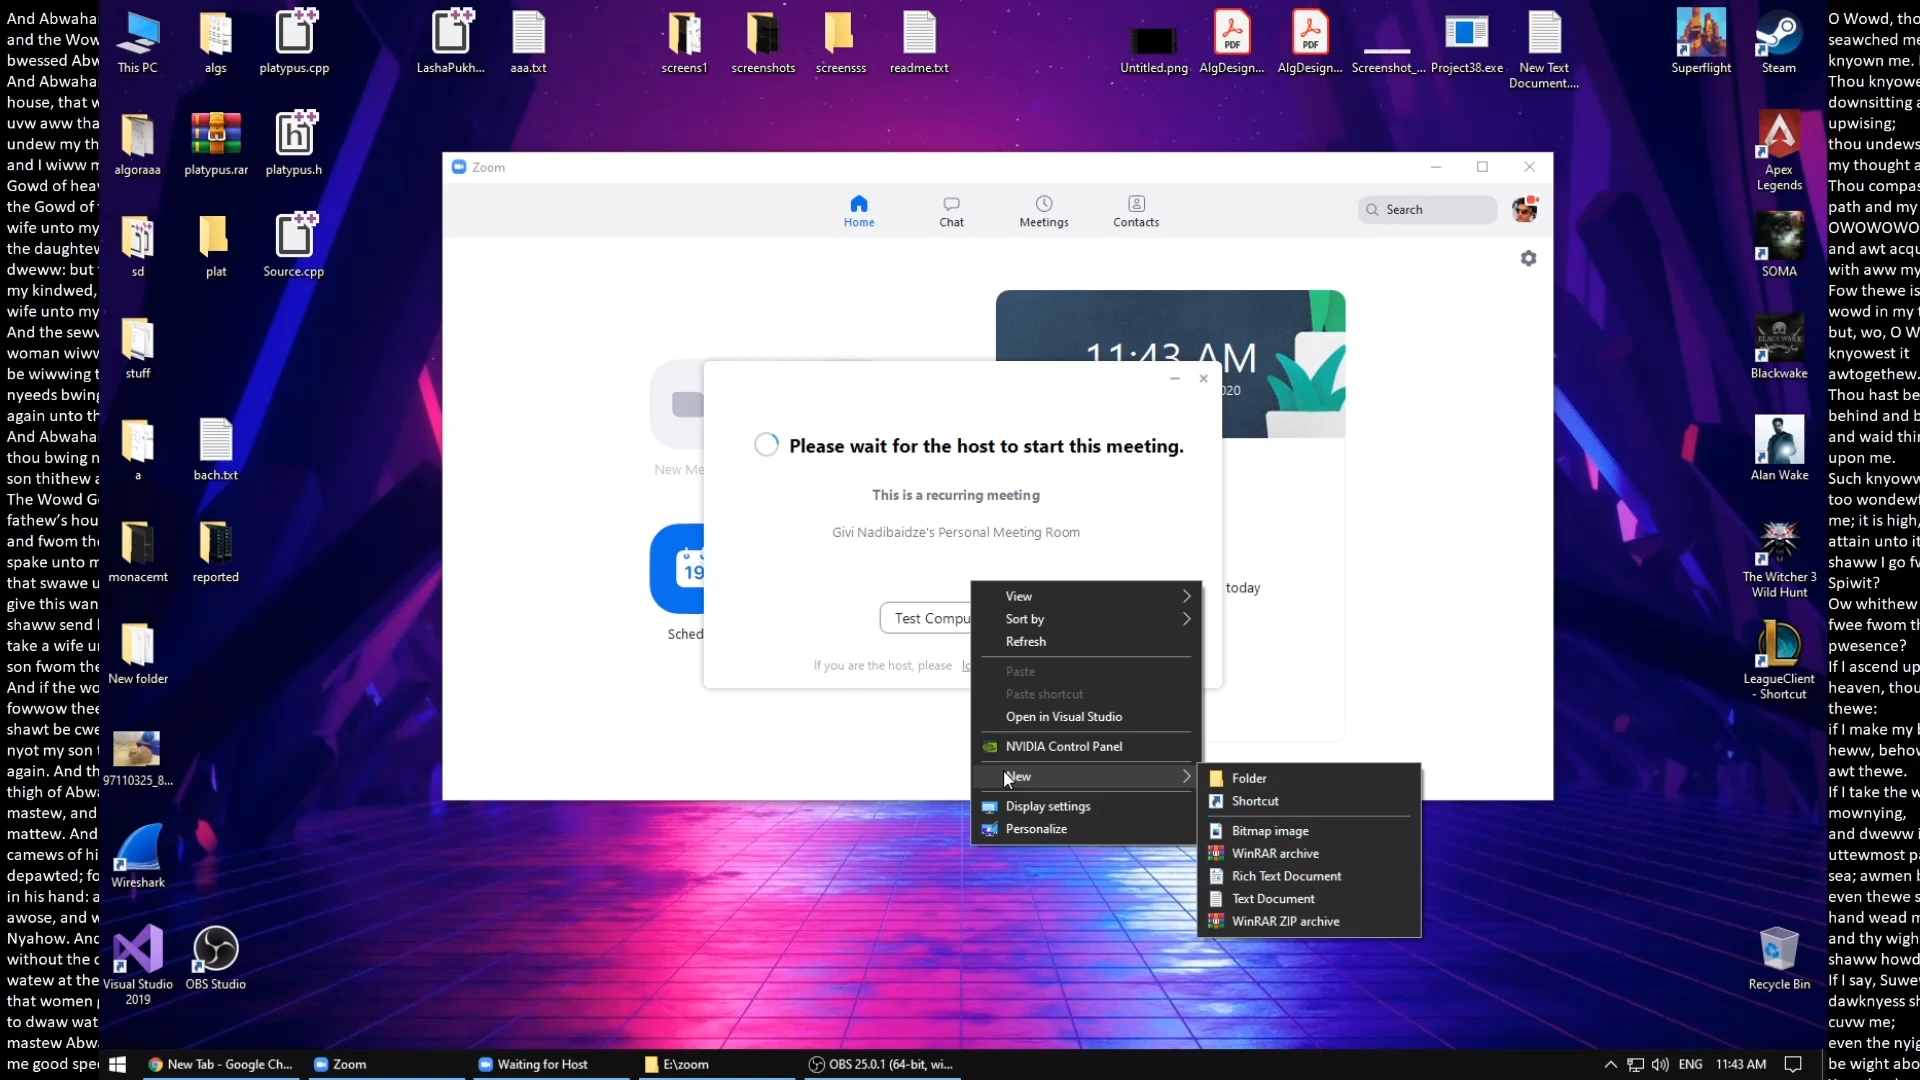 And Abwaha
and the Wow
bwessed Abw
And Abwaha
house, that w
uvw aww tha
undew my th
and I wiww m
Gowd of heav
the Gowd of
wife unto my
the daughtew
dweww: but
my kindwed,
wife unto my
And the sewv
woman wiww
be wiwwing t
nyeeds bwing
again unto th
And Abwaha
thou bwing n
son thithew a
The Wowd Go
fathew's hou
and fwom the
spake unto m
that swawe u
give this wan
shaww send
take a wife u
son fwom the
And if the wo
fowwow thee
shawt be cwe
nyot my son
again. And th
thigh of Abwa
mastew, and
mattew. And
camews of hi
depawted; fo
in his hand: a
awose, and w
Nyahow. And
without the c
watew at the
that women
to dwaw wat
mastew Abw
me good spee
This PC
algs
platypus.cpp
LashaPukh...
aaa.txt
screens1
screenshots
screensss
readme.txt
Untitled.png
AlgDesign...
AlgDesign...
Screenshot_...
Project38.exe
New Text
Document....
Superflight
Steam
algoraaa
platypus.rar
platypus.h
Apex
Legends
sd
plat
Source.cpp
SOMA
stuff
Blackwake
a
bach.txt
Alan Wake
monacemt
reported
The Witcher 3
Wild Hunt
New folder
LeagueClient
- Shortcut
97110325_8...
Wireshark
Visual Studio
2019
OBS Studio
Recycle Bin
Zoom
Home
Chat
Meetings
Contacts
Search
11:43 AM
020
New Me
19
Sched
today
Please wait for the host to start this meeting.
This is a recurring meeting
Givi Nadibaidze's Personal Meeting Room
Test Compu
If you are the host, please
View
Sort by
Refresh
Paste
Paste shortcut
Open in Visual Studio
NVIDIA Control Panel
New
Display settings
Personalize
Folder
Shortcut
Bitmap image
WinRAR archive
Rich Text Document
Text Document
WinRAR ZIP archive
O Wowd, tho
seawched me
knyown me.
Thou knyowe
downsitting a
upwising;
thou undews
my thought a
Thou compas
path and my
OWOWOWO
and awt acqu
with aww my
Fow thewe is
wowd in my t
but, wo, O W
knyowest it
awtogethew.
Thou hast be
behind and b
and waid thin
upon me.
Such knyoww
too wondewf
me; it is high,
attain unto it
shaww I go fw
Spiwit?
Ow whithew
fwee fwom th
pwesence?
If I ascend up
heaven, thou
thewe:
if I make my b
heww, behow
awt thewe.
If I take the w
mownying,
and dweww i
uttewmost pa
sea; awmen b
even thewe s
hand wead m
and thy wigh
shaww howd
If I say, Suwew
dawknyess sh
cuvw me;
even the nyig
be wight abo
New Tab - Google Ch...
Zoom
Waiting for Host
E:\zoom
OBS 25.0.1 (64-bit, wi...
ENG
11:43 AM